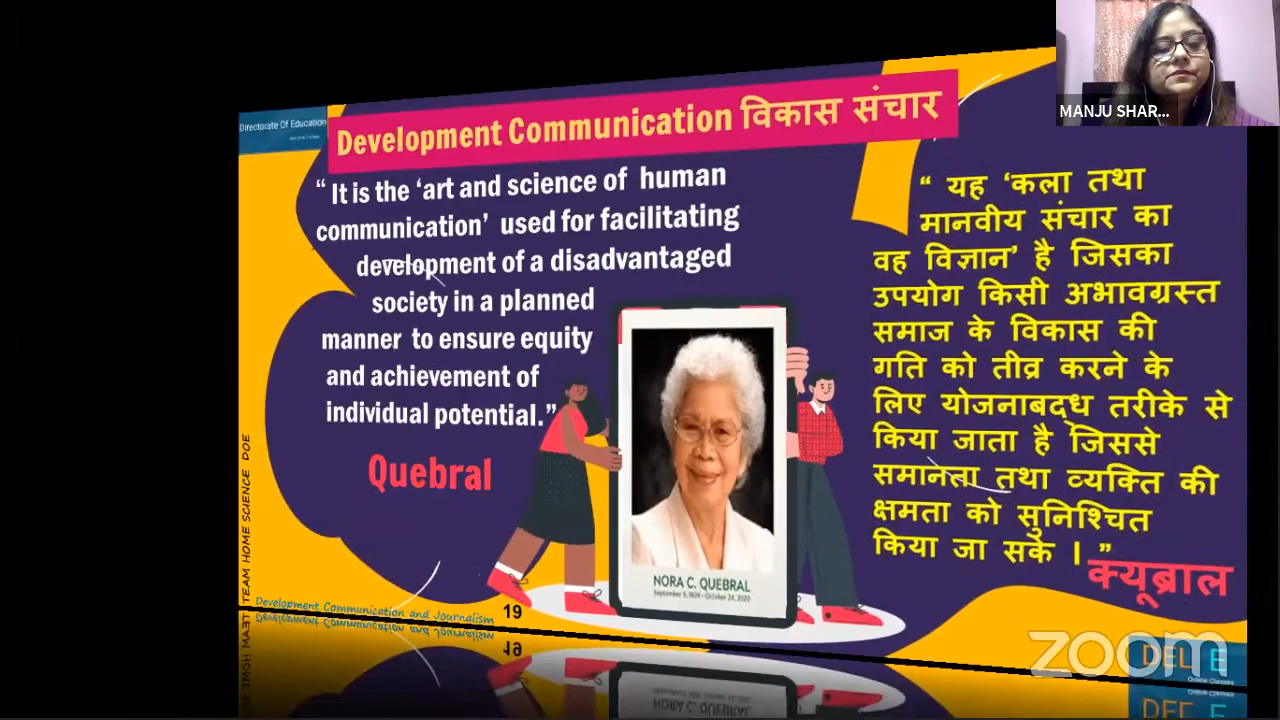 MANJU SHAR...
Directorate Of Education
Development Communication विकास संचार
“ It is the ‘art and science of human
communication’ used for facilitating
development of a disadvantaged
society in a planned
manner to ensure equity
and achievement of
individual potential.”
Quebral
“ यह ‘कला तथा
मानवीय संचार का
वह विज्ञान’ है जिसका
उपयोग किसी अभावग्रस्त
समाज के विकास की
गति को तीव्र करने के
लिए योजनाबद्ध तरीके से
किया जाता है जिससे
समानता तथा व्यक्ति की
क्षमता को सुनिश्चित
किया जा सके । ”
क्यूब्राल
NORA C. QUEBRAL
TEAM HOME SCIENCE DOE
Development Communication and Journalism 19
zoom